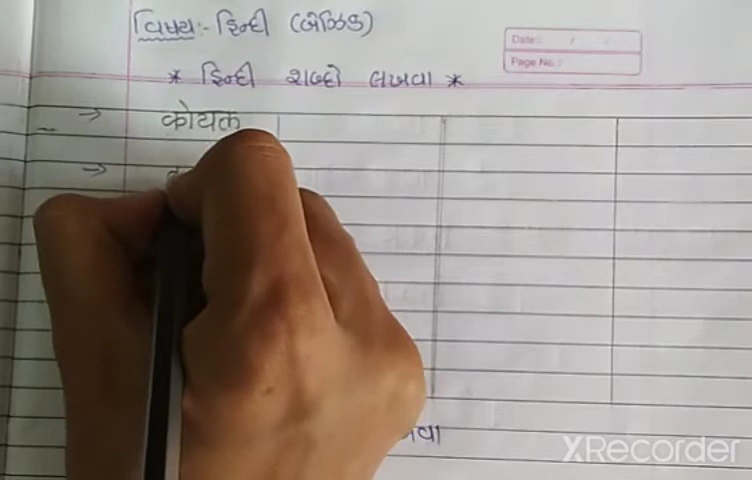 વિષય:- હિન્દી (બેઝિક)
Date: /
Page No.:
* હિન્દી શબ્દો લખવા *
→ कोयल
→
XRecorder